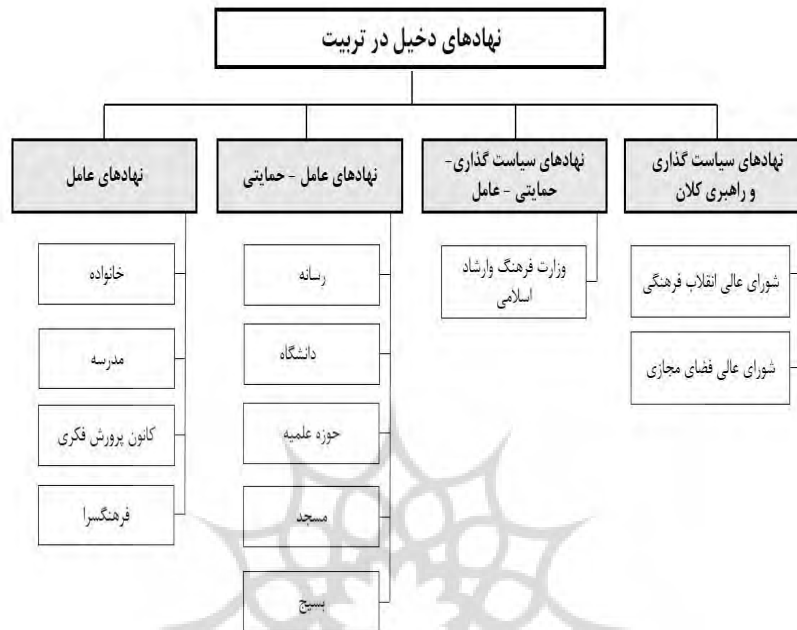 نهادهای دخیل در تربیت
نهادهای سیاست گذاری
و راهبری کلان
شورای عالی انقلاب فرهنگی
شورای عالی فضای مجازی
نهادهای سیاست گذاری-
حمایتی - عامل
وزارت فرهنگ وارشاد
اسلامی
نهادهای عامل - حمایتی
رسانه
دانشگاه
حوزه علمیه
مسجد
بسیج
نهادهای عامل
خانواده
مدرسه
کانون پرورش فکری
فرهنگسرا